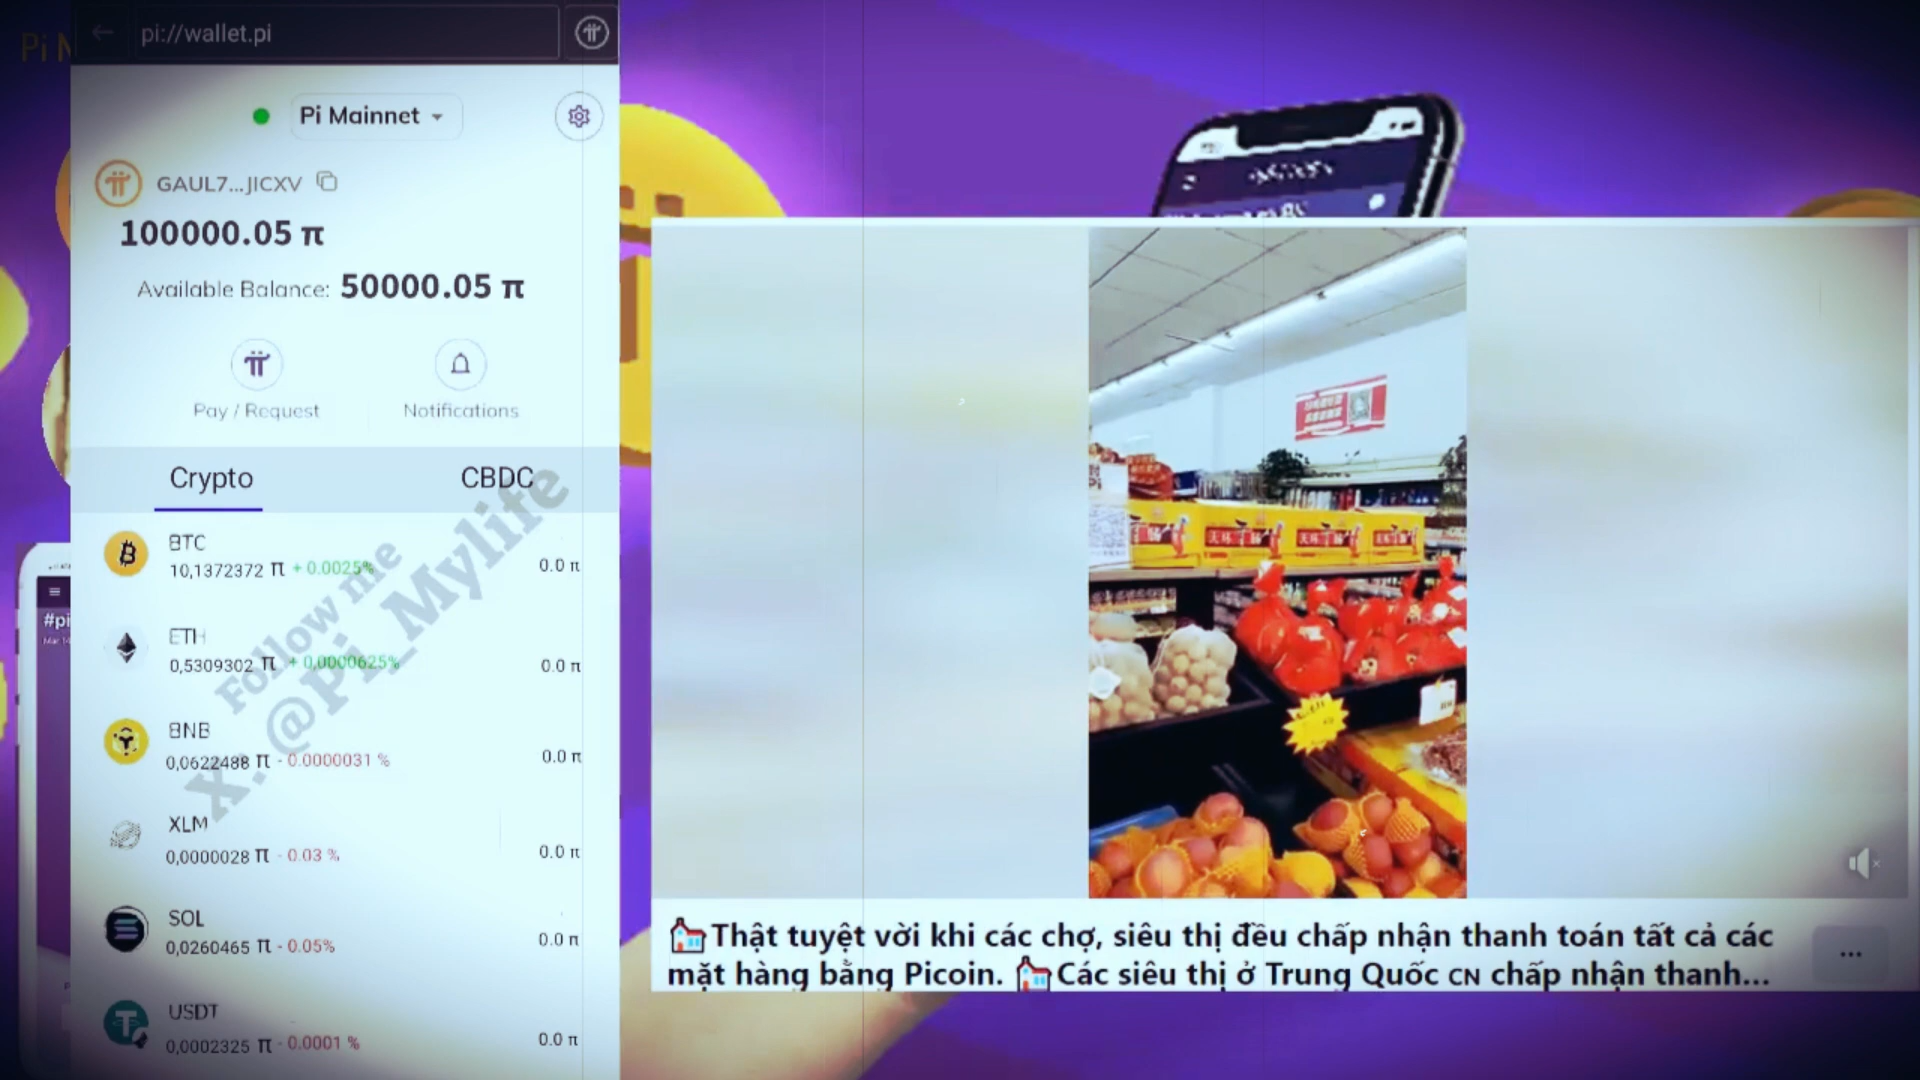 Pi
pi://wallet.pi
Pi Mainnet
GAUL7...JICXV
100000.05 π
Available Balance: 50000.05 π
Pay / Request
Notifications
Crypto
CBDC
BTC
10,1372372 π + 0.0025%
0.0 π
ETH
0,5309302 π + 0,0000625%
0.0 π
BNB
0,0622488 π - 0.0000031 %
0.0 π
XLM
0,0000028 π - 0.03 %
0.0 π
SOL
0,0260465 π - 0.05%
0.0 π
USDT
0,0002325 π - 0.0001 %
0.0 π
Follow me
X: @Pi_Mylife
#pi
Thật tuyệt vời khi các chợ, siêu thị đều chấp nhận thanh toán tất cả các
mặt hàng bằng Picoin. Các siêu thị ở Trung Quốc CN chấp nhận thanh...